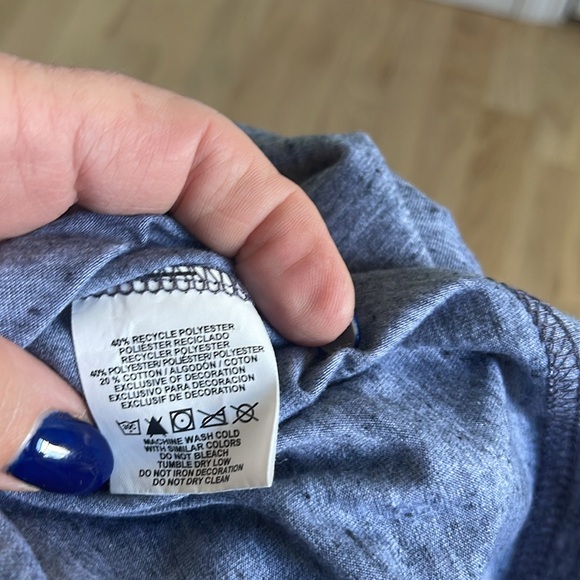 40% RECYCLE POLYESTER
POLIÉSTER RECICLADO
RECYCLER POLYESTER
40% POLYESTER/POLIÉSTER/POLYESTER
20 % COTTON / ALGODÓN / COTON
EXCLUSIVE OF DECORATION
EXCLUSIVO PARA DECORACION
EXCLUSIF DE DECORATION
30C
MACHINE WASH COLD
WITH SIMILAR COLORS
DO NOT BLEACH
TUMBLE DRY LOW
DO NOT IRON DECORATION
DO NOT DRY CLEAN